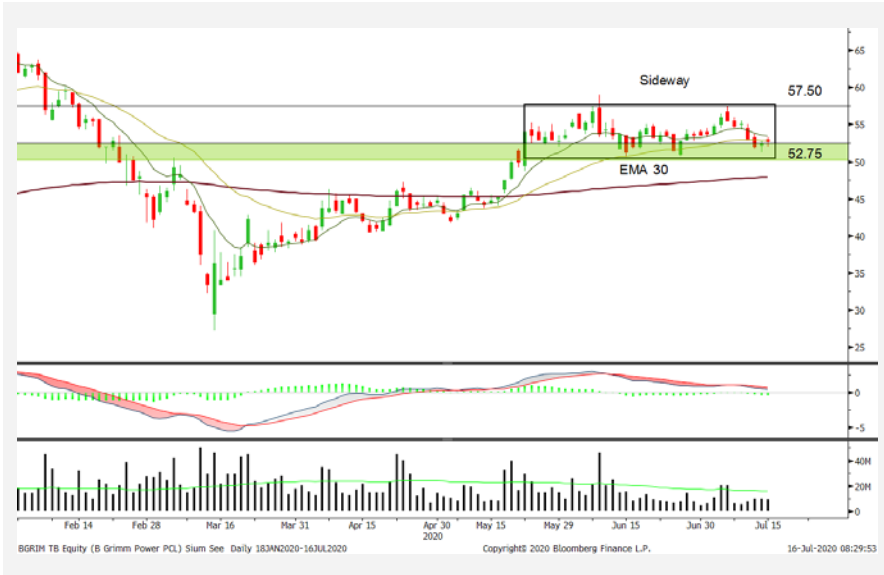 65
Sideway
57.50
60
55
52.75
50
EMA 30
45
40
35
30
25
0
-5
40M
20M
0
Feb 14 Feb 28 Mar 16 Mar 31 Apr 15 Apr 30 May 15 May 29 Jun 15 Jun 30 Jul 15
2020
BGRIM TB Equity (B Grimm Power PCL) Sium See Daily 18JAN2020-16JUL2020 Copyright© 2020 Bloomberg Finance L.P. 16-Jul-2020 08:29:53